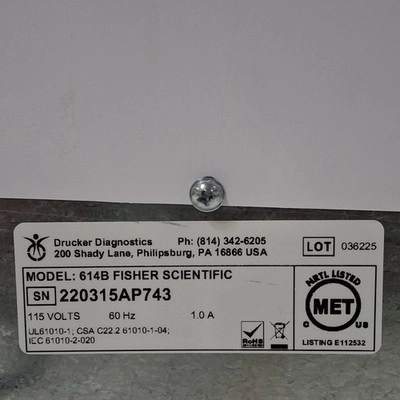 Drucker Diagnostics Ph: (814) 342-6205
200 Shady Lane, Philipsburg, PA 16866 USA
LOT 036225
MODEL: 614B FISHER SCIENTIFIC
SN 220315AP743
115 VOLTS 60 Hz 1.0 A
UL61010-1; CSA C22.2 61010-1-04;
IEC 61010-2-020
RoHS
NRTL LISTED
MET
C US
LISTING E112532